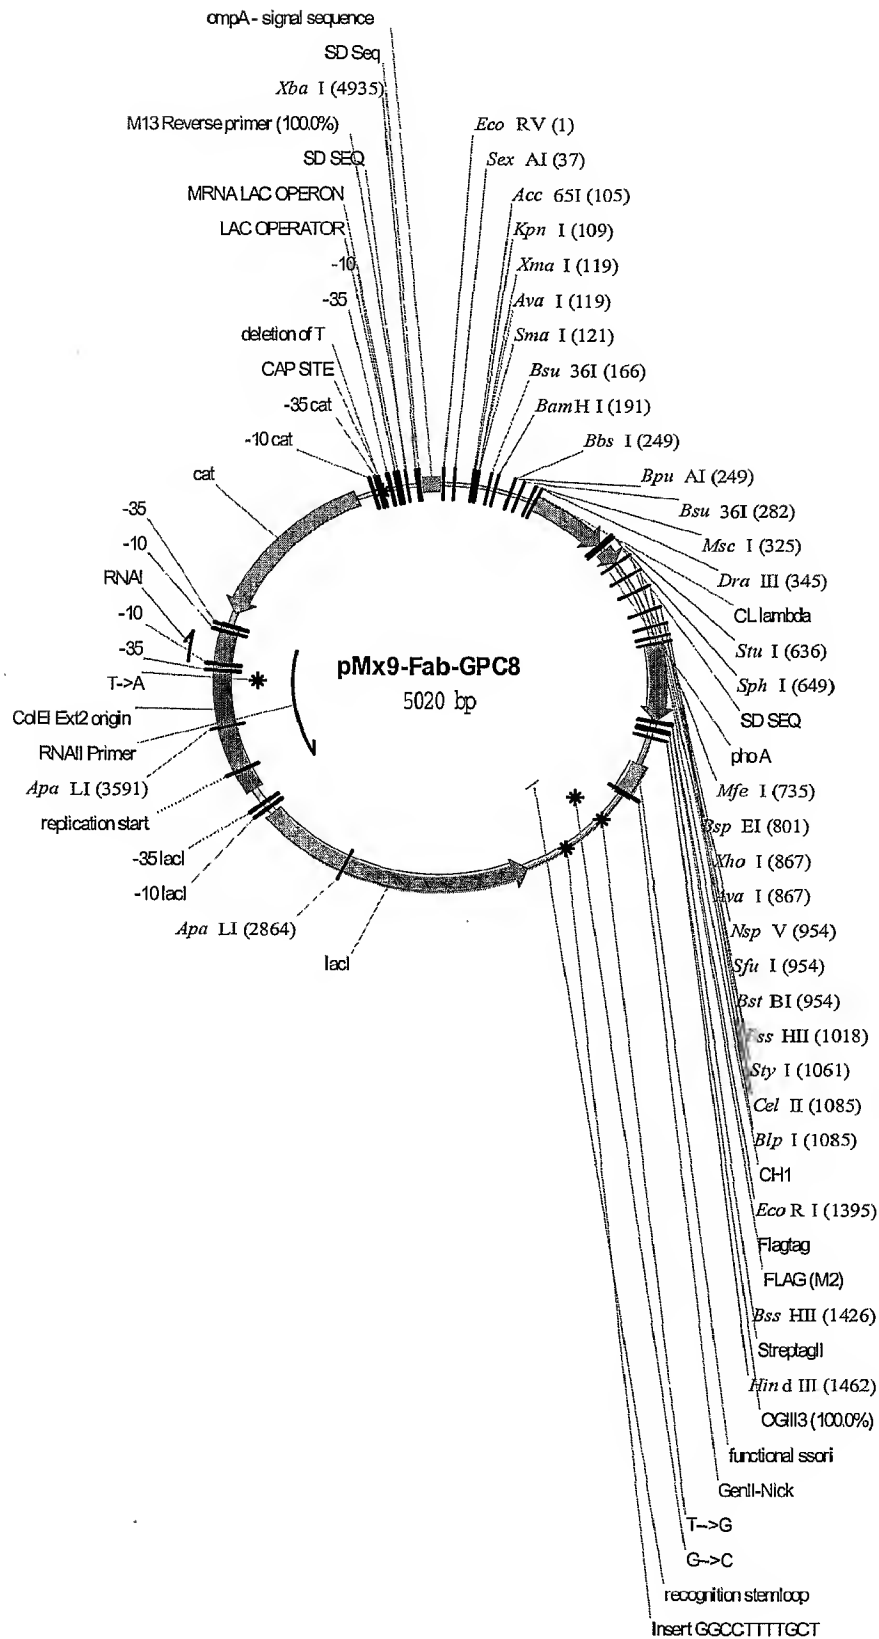 ompA - signal sequence
SD Seq
Xba I (4935)
M13 Reverse primer (100.0%)
SD SEQ
MRNA LAC OPERON
LAC OPERATOR
-10
-35
deletion of T
CAP SITE
-35 cat
-10 cat
cat
-35
-10
RNAI
-10
-35
T->A
ColEI Ext2 origin
RNAII Primer
Apa LI (3591)
replication start
-35 lacI
-10 lacI
Apa LI (2864)
lacI
pMx9-Fab-GPC8
5020 bp
Eco RV (1)
Sex AI (37)
Acc 65I (105)
Kpn I (109)
Xma I (119)
Ava I (119)
Sma I (121)
Bsu 36I (166)
BamH I (191)
Bbs I (249)
Bpu AI (249)
Bsu 36I (282)
Msc I (325)
Dra III (345)
CL lambda
Stu I (636)
Sph I (649)
SD SEQ
phoA
Mfe I (735)
Bsp EI (801)
Xho I (867)
Ava I (867)
Nsp V (954)
Sfu I (954)
Bst BI (954)
Bss HII (1018)
Sty I (1061)
Cel II (1085)
Blp I (1085)
CH1
Eco R I (1395)
Flagtag
FLAG (M2)
Bss HII (1426)
StreptagII
Hin d III (1462)
OGIII3 (100.0%)
functional ssori
GenII-Nick
T-->G
G-->C
recognition stemloop
Insert GGCCTTTTGCT